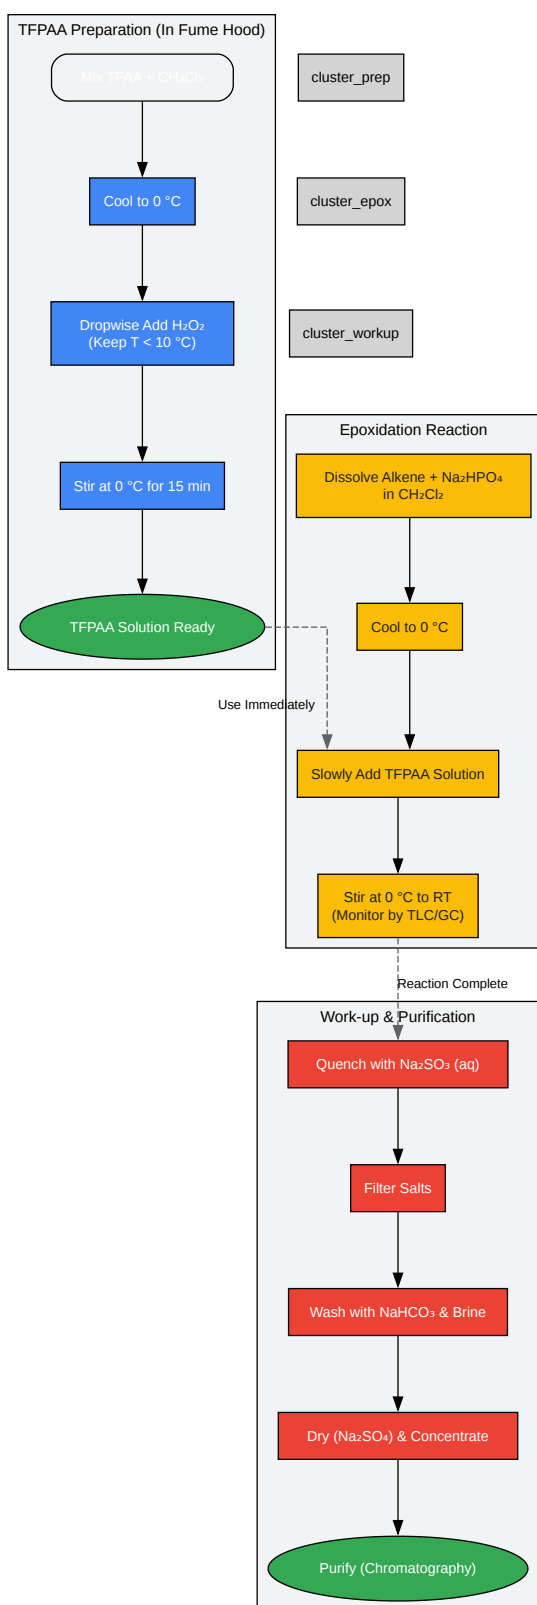 TFPAA Preparation (In Fume Hood)
Mix TFAA + CH₂Cl₂
cluster_prep
Cool to 0 °C
cluster_epox
Dropwise Add H₂O₂
(Keep T < 10 °C)
cluster_workup
Stir at 0 °C for 15 min
TFPAA Solution Ready
Use Immediately
Epoxidation Reaction
Dissolve Alkene + Na₂HPO₄
in CH₂Cl₂
Cool to 0 °C
Slowly Add TFPAA Solution
Stir at 0 °C to RT
(Monitor by TLC/GC)
Reaction Complete
Work-up & Purification
Quench with Na₂SO₃ (aq)
Filter Salts
Wash with NaHCO₃ & Brine
Dry (Na₂SO₄) & Concentrate
Purify (Chromatography)